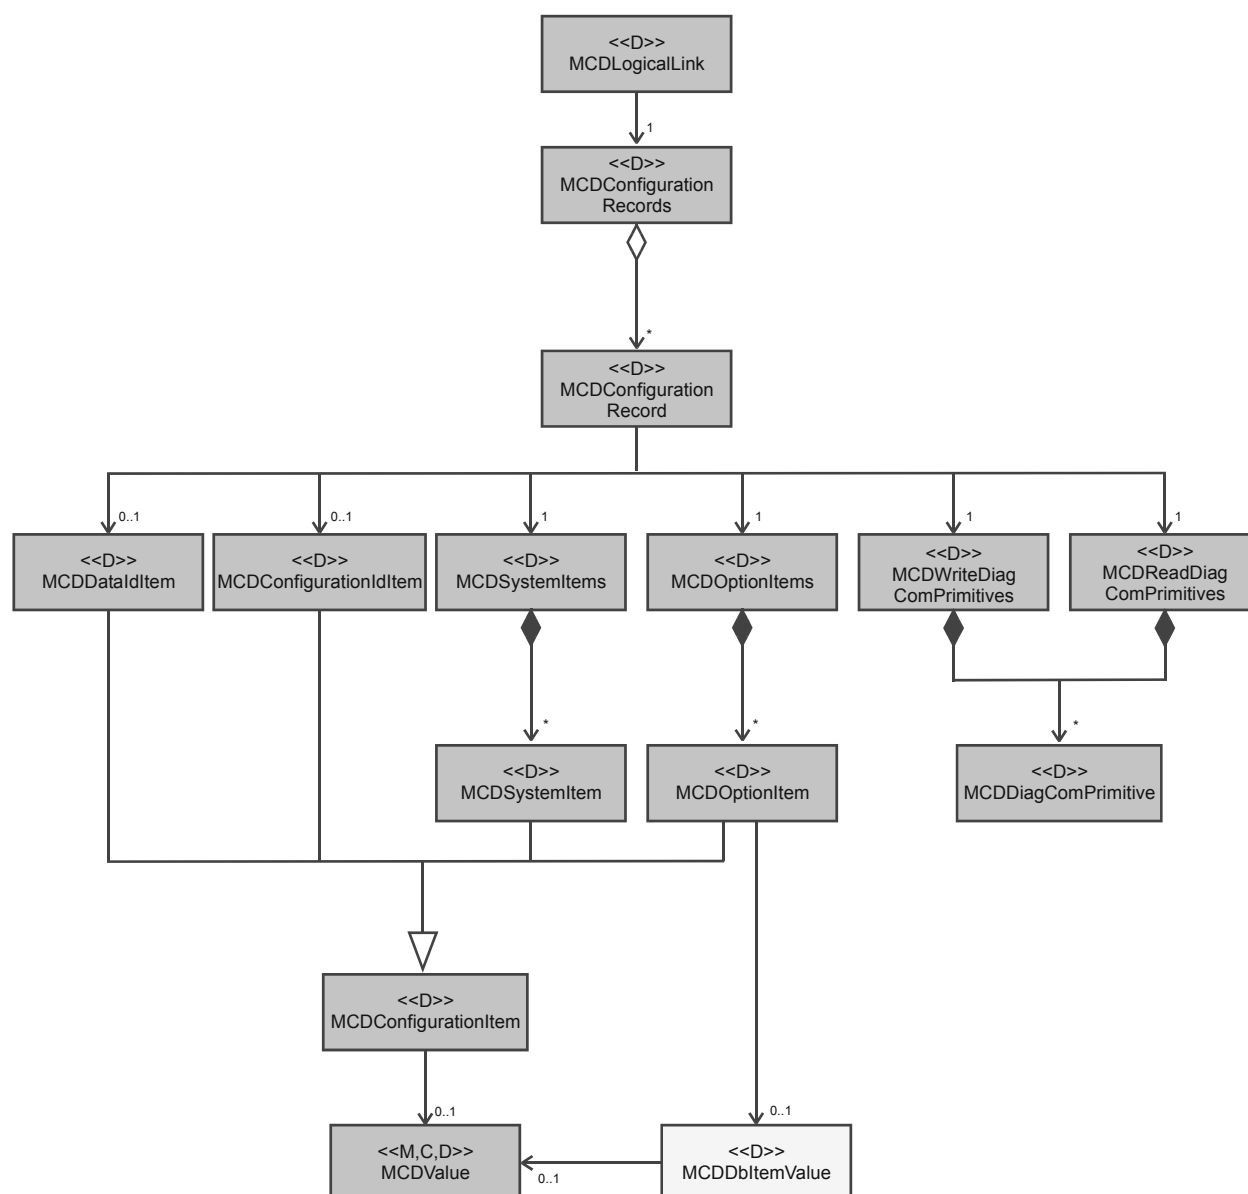 <<D>>
MCDLogicalLink
1
<<D>>
MCDConfiguration
Records
*
<<D>>
MCDConfiguration
Record
0..1
0..1
1
1
1
1
<<D>>
MCDDataIdItem
<<D>>
MCDConfigurationIdItem
<<D>>
MCDSystemItems
<<D>>
MCDOptionItems
<<D>>
MCDWriteDiag
ComPrimitives
<<D>>
MCDReadDiag
ComPrimitives
*
*
*
<<D>>
MCDSystemItem
<<D>>
MCDOptionItem
<<D>>
MCDDiagComPrimitive
<<D>>
MCDConfigurationItem
0..1
0..1
<<M,C,D>>
MCDValue
0..1
<<D>>
MCDDbItemValue